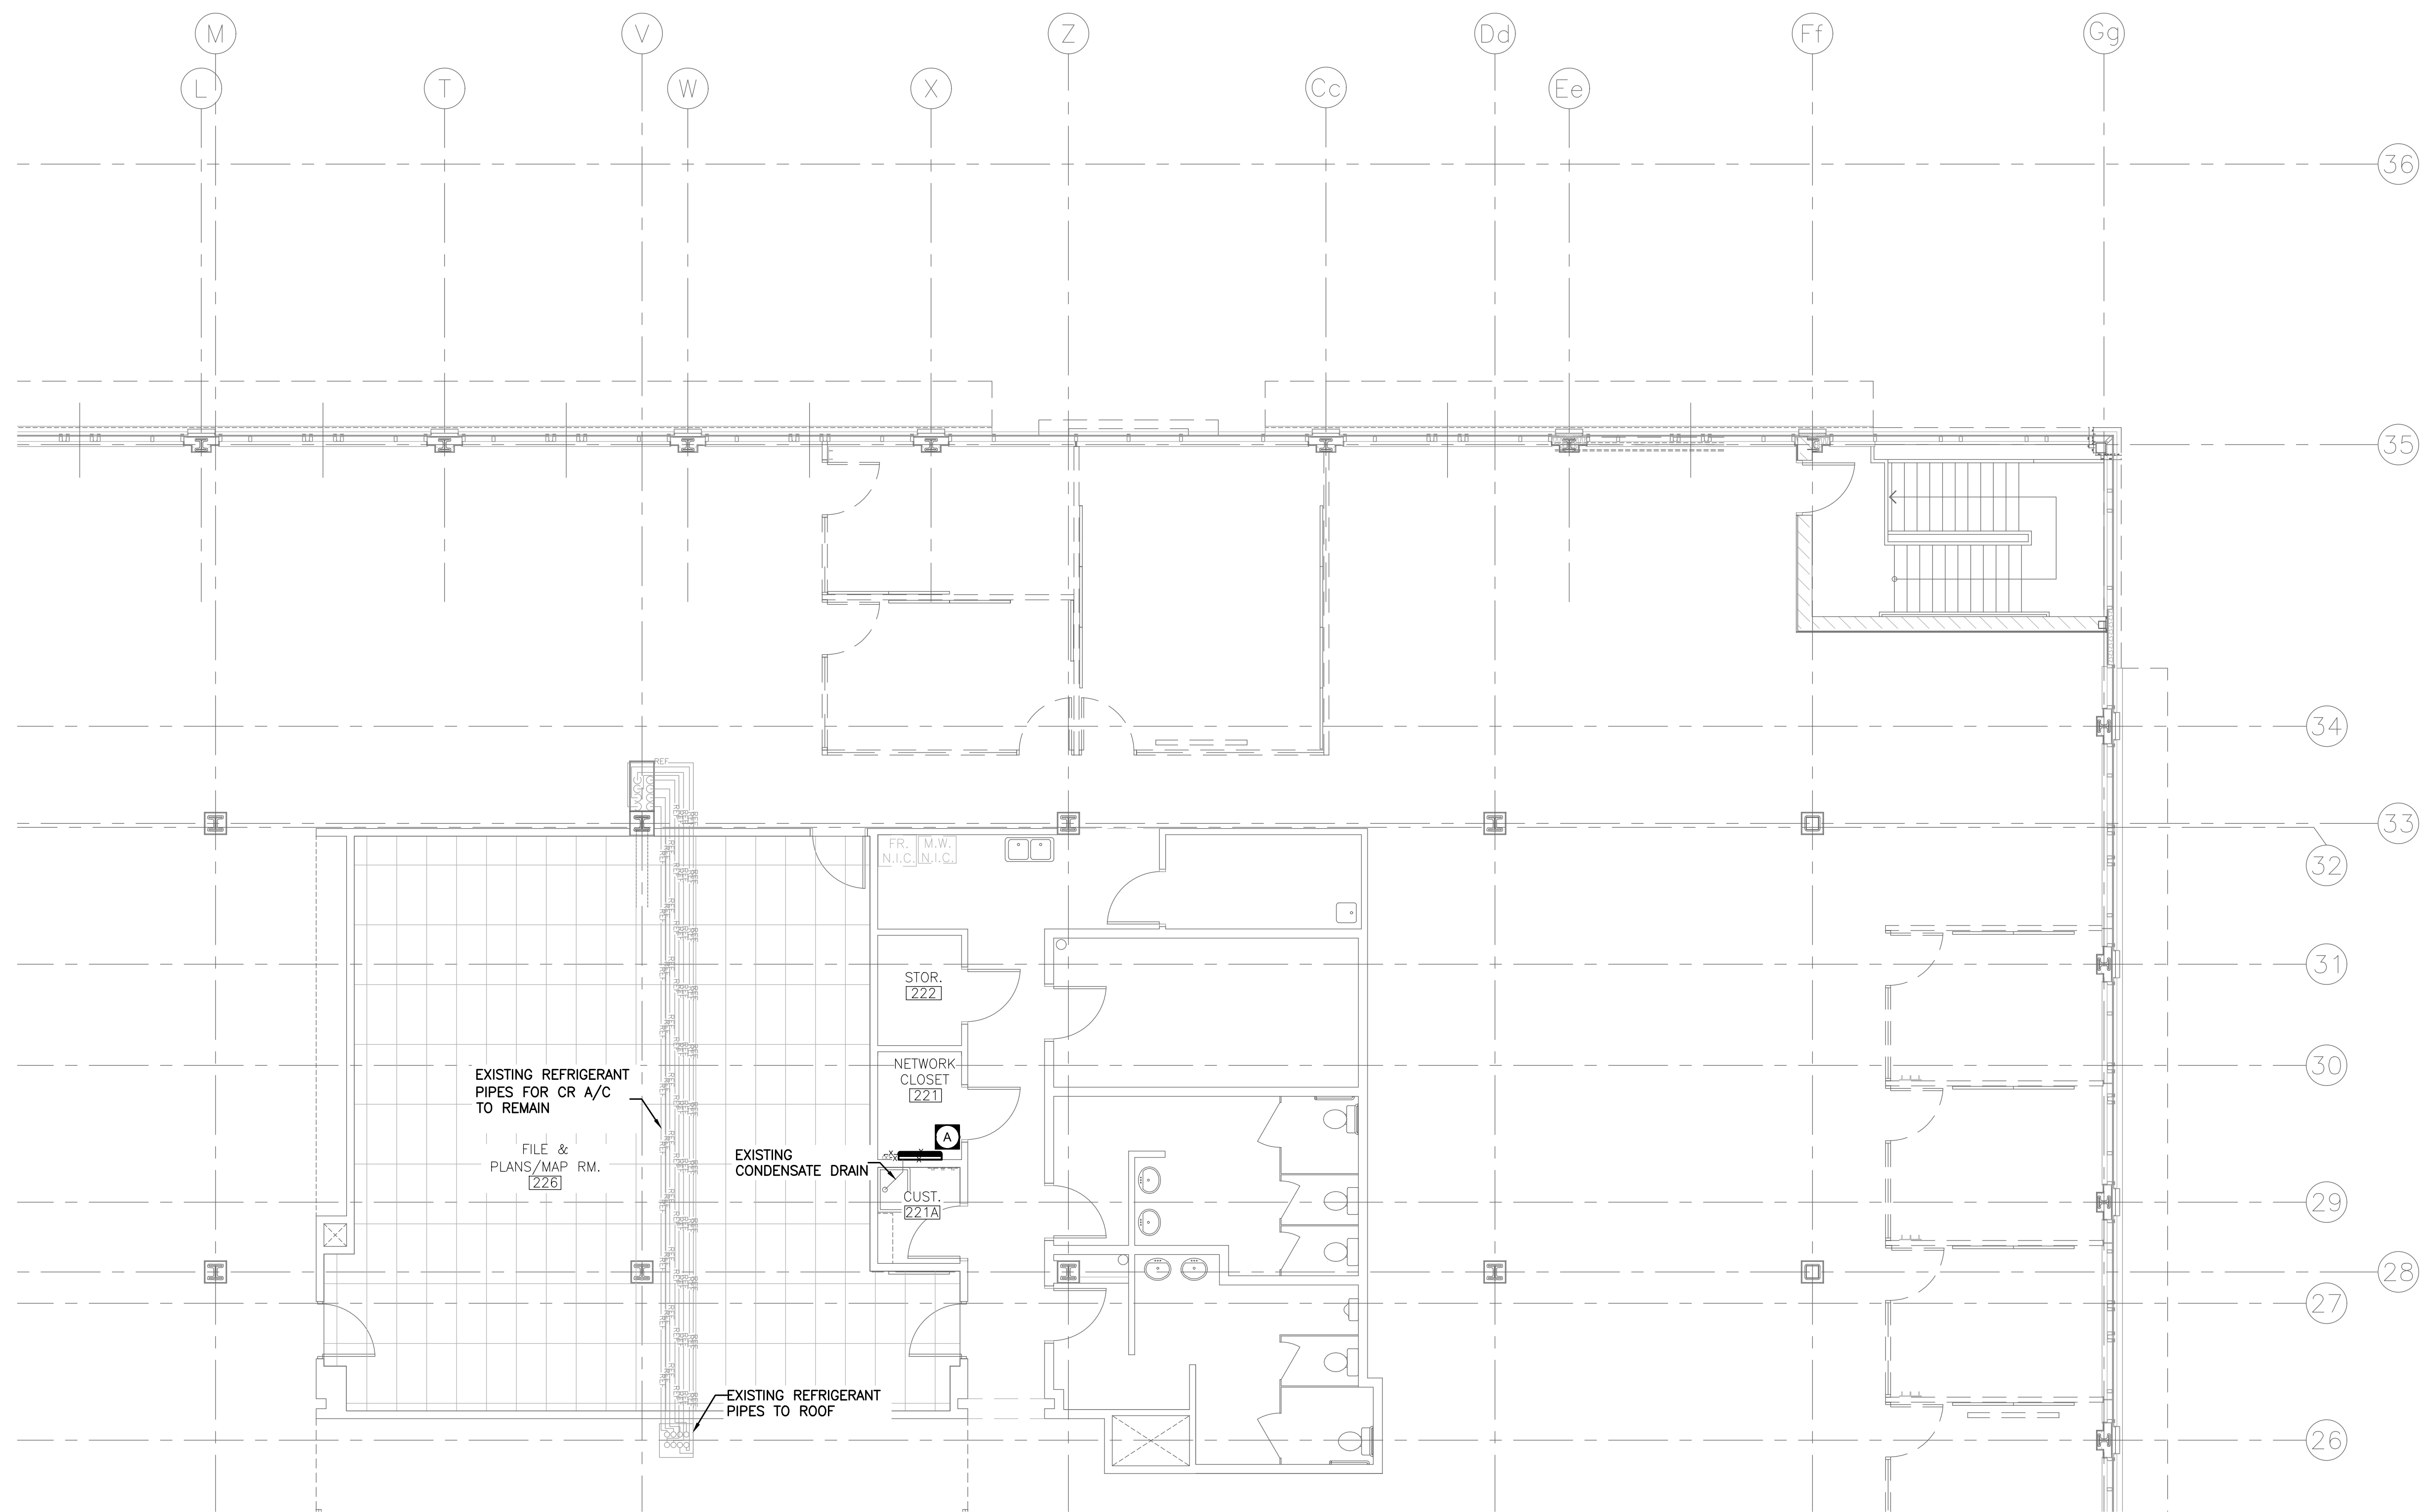 M
V
Z
Dd
Ff
Gg
L
T
W
X
Cc
Ee
36
35
34
REF
33
FR.
N.I.C.
M.W.
N.I.C.
32
31
STOR.
222
30
NETWORK
CLOSET
221
EXISTING REFRIGERANT
PIPES FOR CR A/C
TO REMAIN
A
FILE &
PLANS/MAP RM.
226
EXISTING
CONDENSATE DRAIN
CUST.
221A
29
28
27
EXISTING REFRIGERANT
PIPES TO ROOF
26